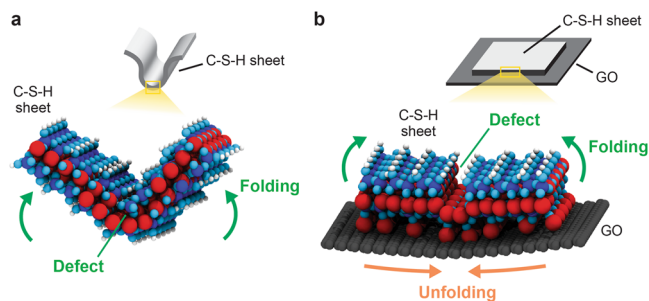 a
C-S-H sheet
C-S-H
sheet
Folding
Defect
b
C-S-H sheet
GO
C-S-H
sheet
Defect
Folding
GO
Unfolding